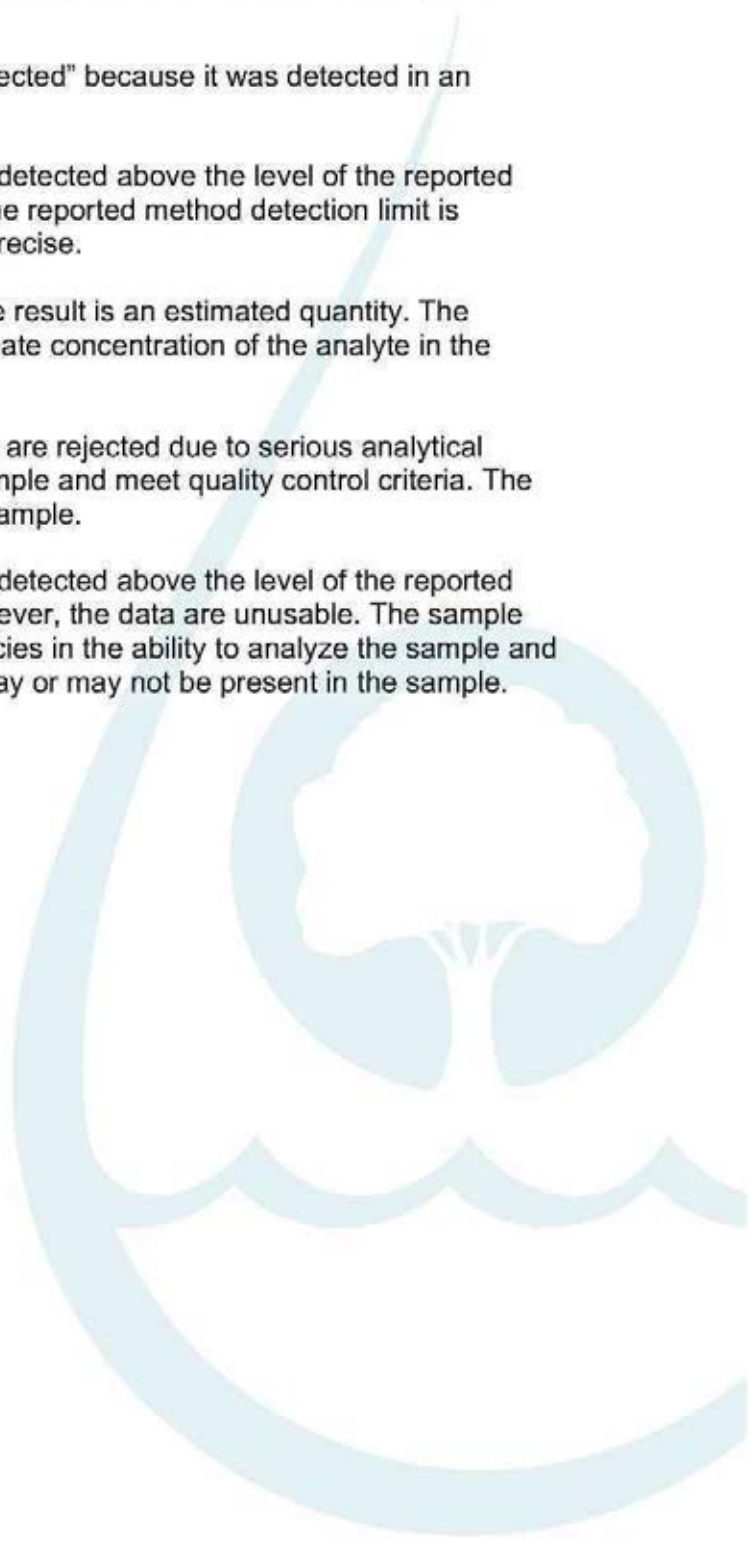 ected” because it was detected in an
detected above the level of the reported
e reported method detection limit is
recise.
e result is an estimated quantity. The
ate concentration of the analyte in the
are rejected due to serious analytical
nple and meet quality control criteria. The
ample.
detected above the level of the reported
ever, the data are unusable. The sample
cies in the ability to analyze the sample and
ay or may not be present in the sample.